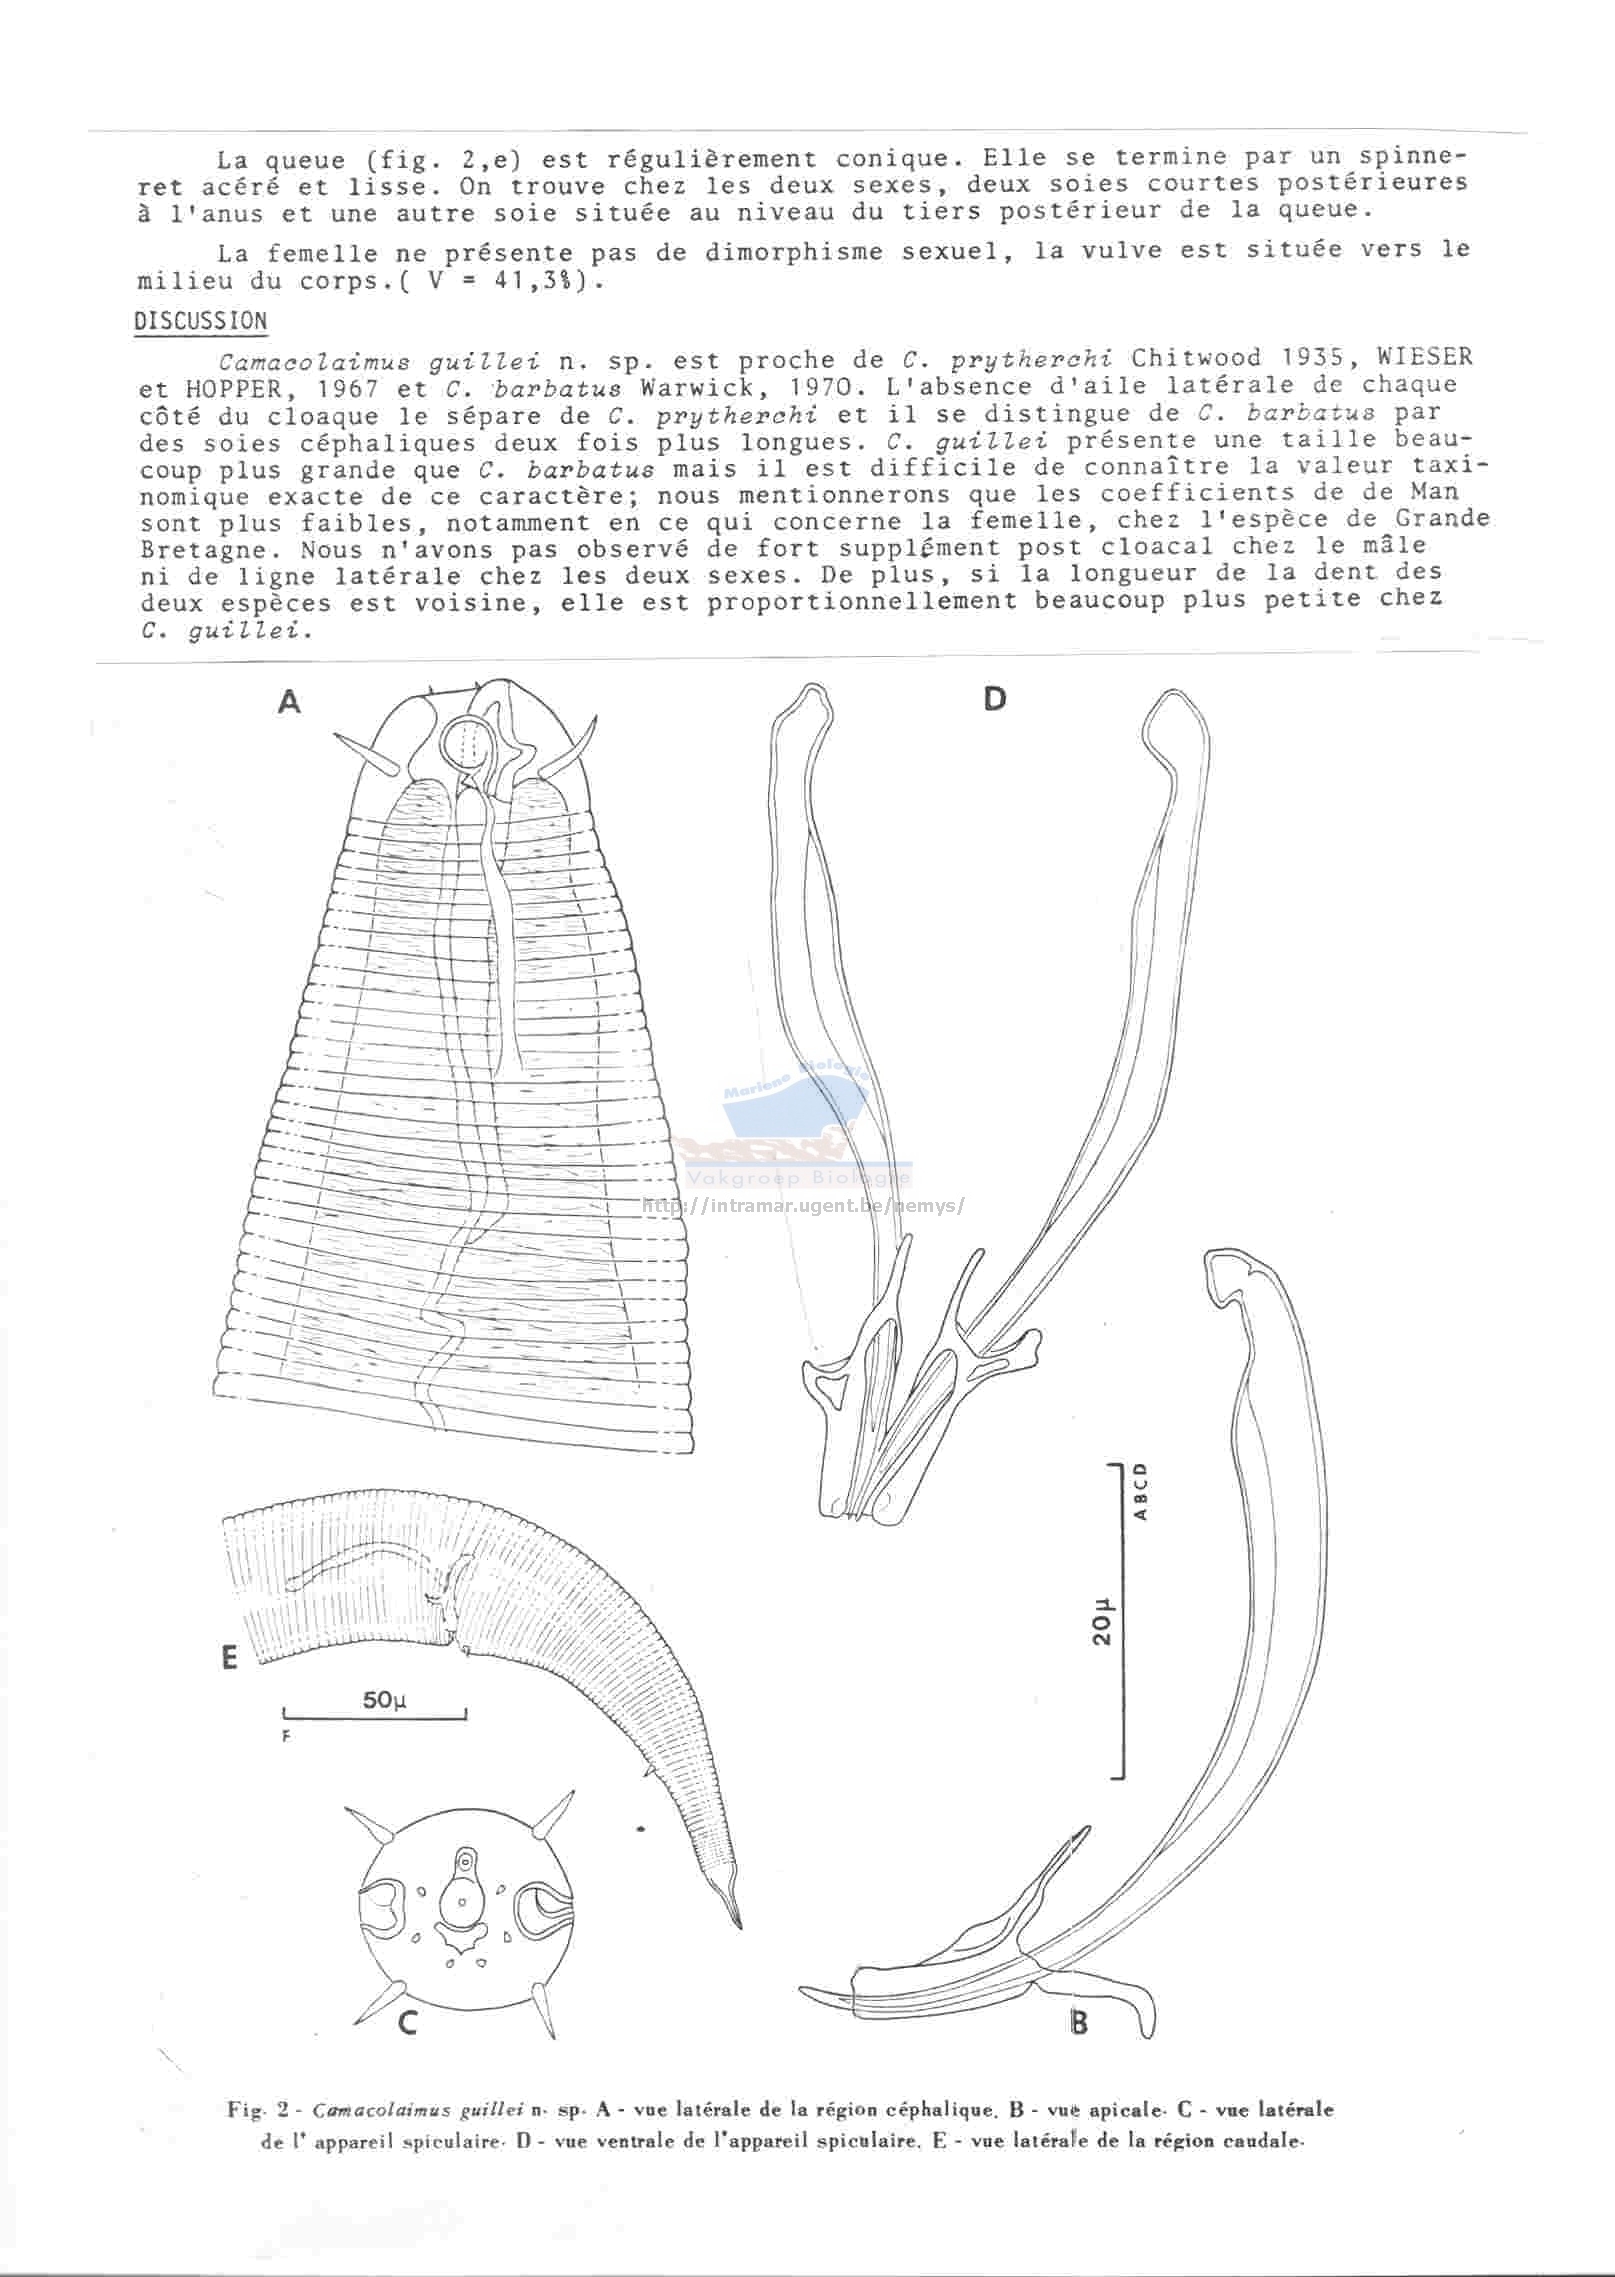 La queue (fig. 2,e) est régulièrement conique. Elle se termine par un spinne-
ret acéré et lisse. On trouve chez les deux sexes, deux soies courtes postérieures
à l'anus et une autre soie située au niveau du tiers postérieur de la queue.
La femelle ne présente pas de dimorphisme sexuel, la vulve est située vers le
milieu du corps.( V = 41,3%).
DISCUSSION
Camacolaimus guillei n. sp. est proche de C. prytherchi Chitwood 1935, WIESER
et HOPPER, 1967 et C. barbatus Warwick, 1970. L'absence d'aile latérale de chaque
côté du cloaque le sépare de C. prytherchi et il se distingue de C. barbatus par
des soies céphaliques deux fois plus longues. C. guillei présente une taille beau-
coup plus grande que C. barbatus mais il est difficile de connaître la valeur taxi-
nomique exacte de ce caractère; nous mentionnerons que les coefficients de de Man
sont plus faibles, notamment en ce qui concerne la femelle, chez l'espèce de Grande
Bretagne. Nous n'avons pas observé de fort supplément post cloacal chez le mâle
ni de ligne latérale chez les deux sexes. De plus, si la longueur de la dent des
deux espèces est voisine, elle est proportionnellement beaucoup plus petite chez
C. guillei.
A
D
Mariene Biologie
Vakgroep Biologie
http://intramar.ugent.be/nemys/
A B C D
20µ
E
50µ
F
C
B
Fig. 2 - Camacolaimus guillei n. sp. A - vue latérale de la région céphalique. B - vue apicale. C - vue latérale
de l' appareil spiculaire. D - vue ventrale de l'appareil spiculaire. E - vue latérale de la région caudale.